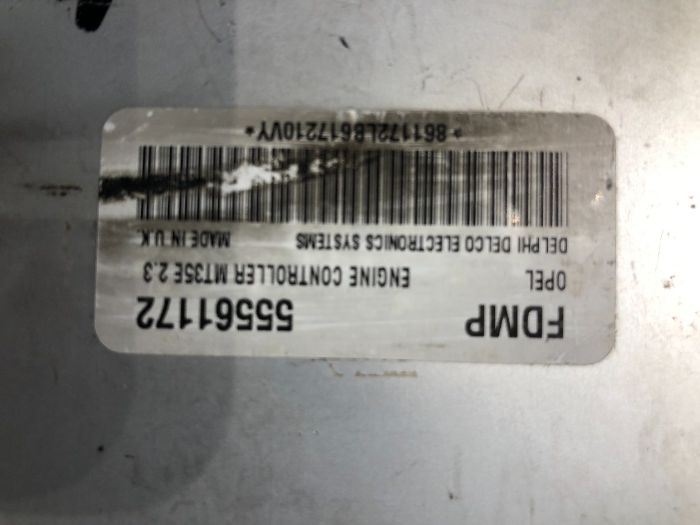 FDMP 55561172
OPEL ENGINE CONTROLLER MT35E 2.3
DELPHI DELCO ELECTRONICS SYSTEMS MADE IN U.K.
*861172LB617210VY*